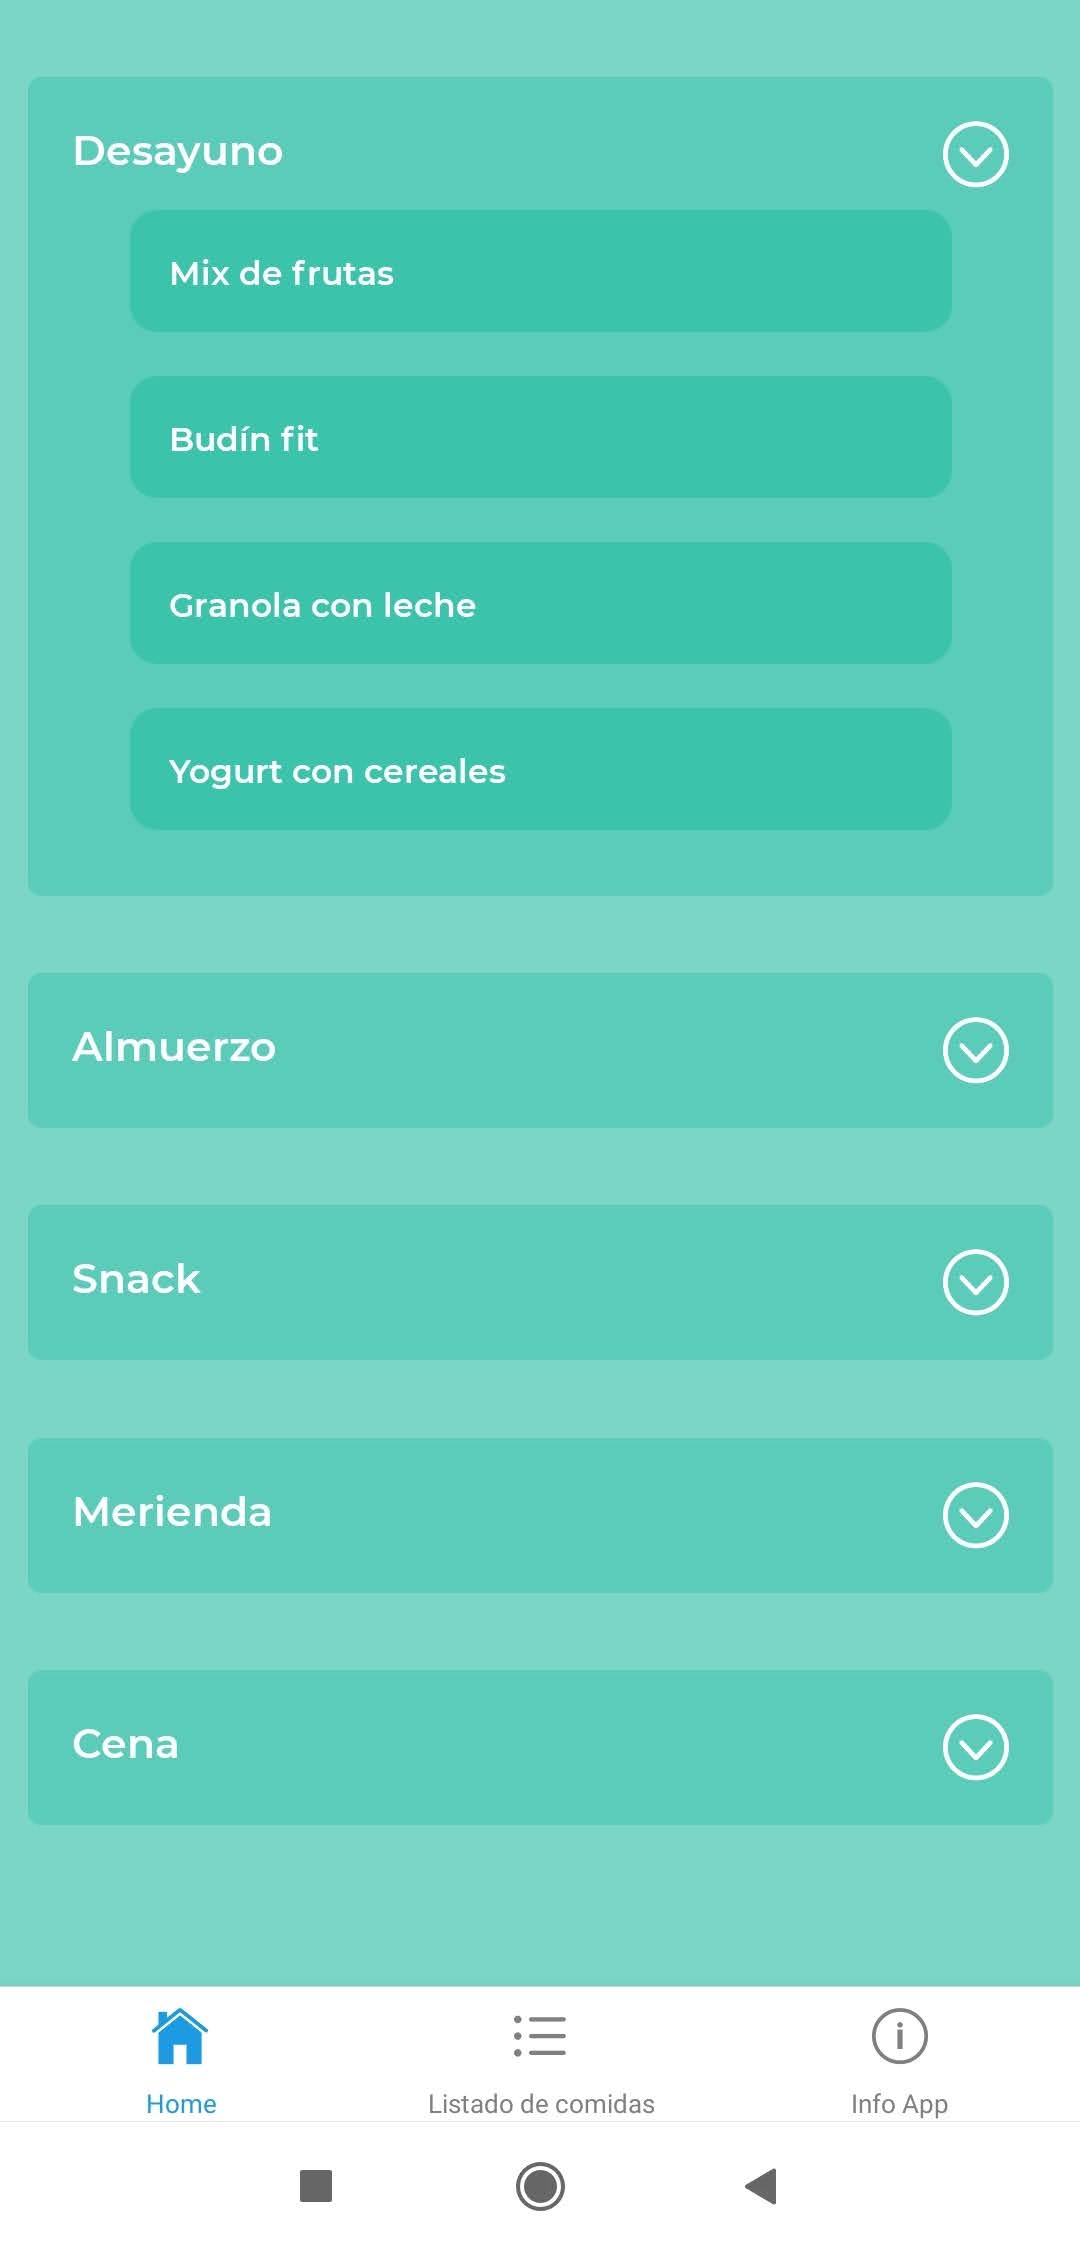 Desayuno
Mix de frutas
Budín fit
Granola con leche
Yogurt con cereales
Almuerzo
Snack
Merienda
Cena
Home
Listado de comidas
Info App